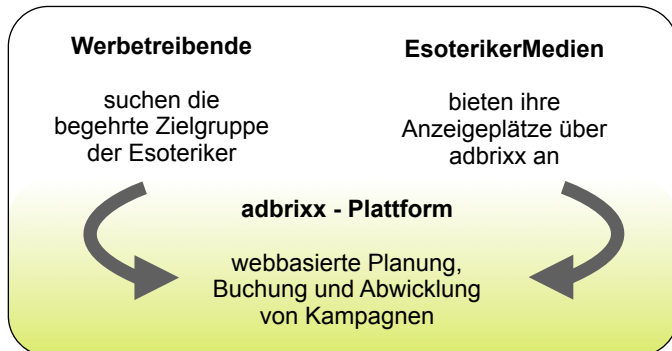 Werbetreibende
suchen die
begehrte Zielgruppe
der Esoteriker
EsoterikerMedien
bieten ihre
Anzeigeplätze über
adbrixx an
adbrixx - Plattform
webbasierte Planung,
Buchung und Abwicklung
von Kampagnen